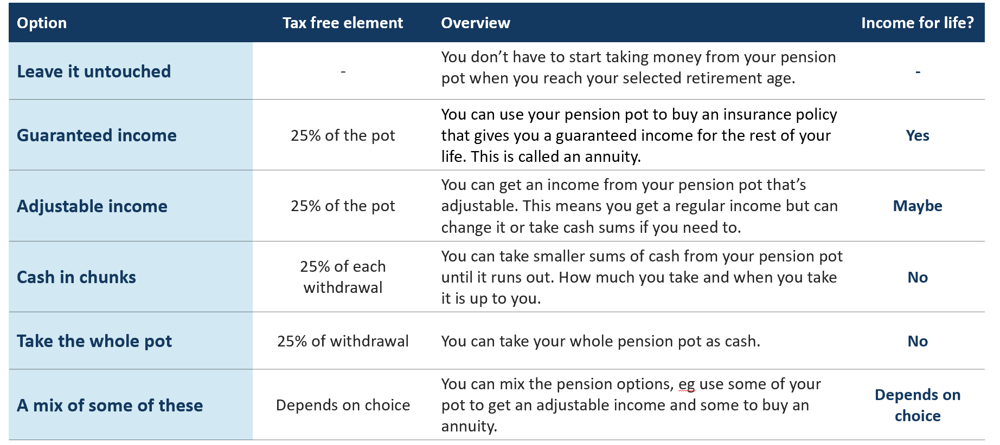 Option Tax free element Overview Income for life?
Leave it untouched
-
You don’t have to start taking money from your pension
pot when you reach your selected retirement age.
-
Guaranteed income
25% of the pot
You can use your pension pot to buy an insurance policy
that gives you a guaranteed income for the rest of your
life. This is called an annuity.
Yes
Adjustable income
25% of the pot
You can get an income from your pension pot that’s
adjustable. This means you get a regular income but can
change it or take cash sums if you need to.
Maybe
Cash in chunks
25% of each
withdrawal
You can take smaller sums of cash from your pension pot
until it runs out. How much you take and when you take
it is up to you.
No
Take the whole pot
25% of withdrawal
You can take your whole pension pot as cash.
No
A mix of some of these
Depends on choice
You can mix the pension options, eg use some of your
pot to get an adjustable income and some to buy an
annuity.
Depends on
choice